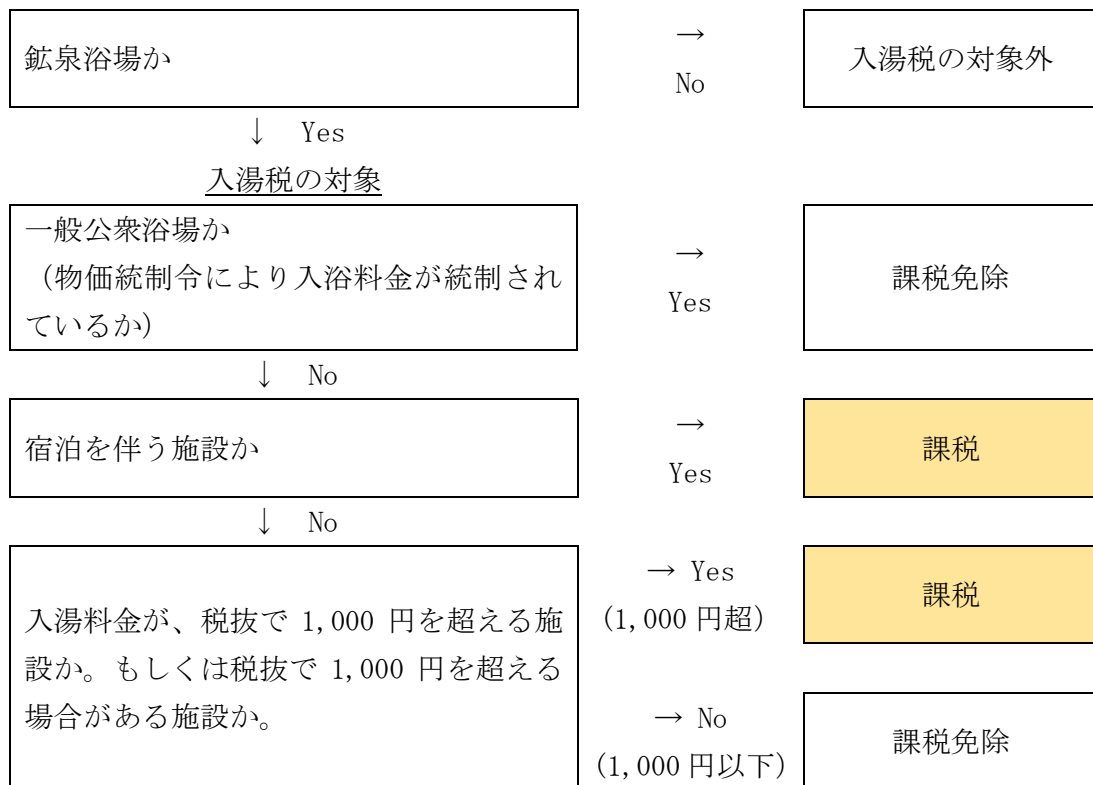 鉱泉浴場か
→
No
入湯税の対象外
↓ Yes
入湯税の対象
一般公衆浴場か
（物価統制令により入浴料金が統制され
ているか）
→
Yes
課税免除
↓ No
宿泊を伴う施設か
→
Yes
課税
↓ No
入湯料金が、税抜で 1,000 円を超える施
設か。もしくは税抜で 1,000 円を超える
場合がある施設か。
→ Yes
（1,000 円超）
課税
→ No
（1,000 円以下）
課税免除